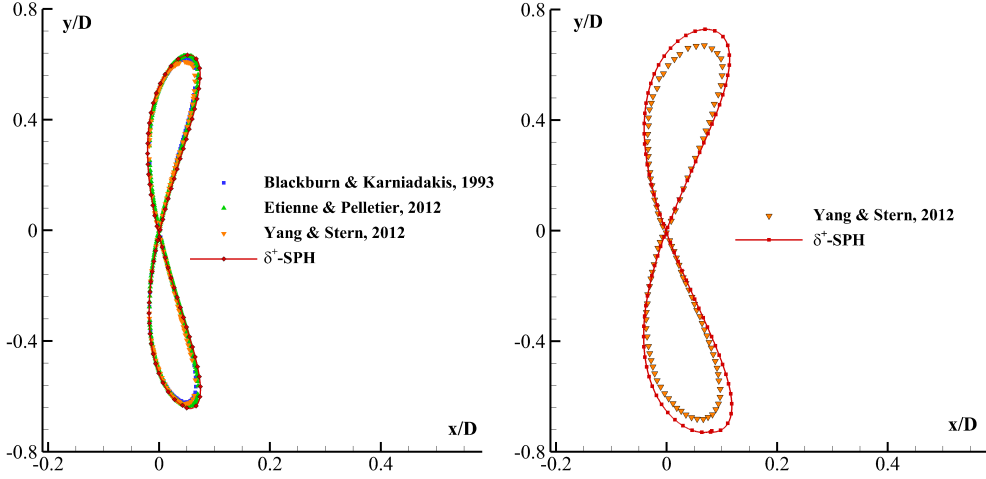 y/D
0.8
0.4
0
-0.4
-0.8
-0.2
0
0.2
0.4
x/D
Blackburn & Karniadakis, 1993
Etienne & Pelletier, 2012
Yang & Stern, 2012
δ⁺-SPH
y/D
0.8
0.4
0
-0.4
-0.8
-0.2
0
0.2
0.4
x/D
Yang & Stern, 2012
δ⁺-SPH